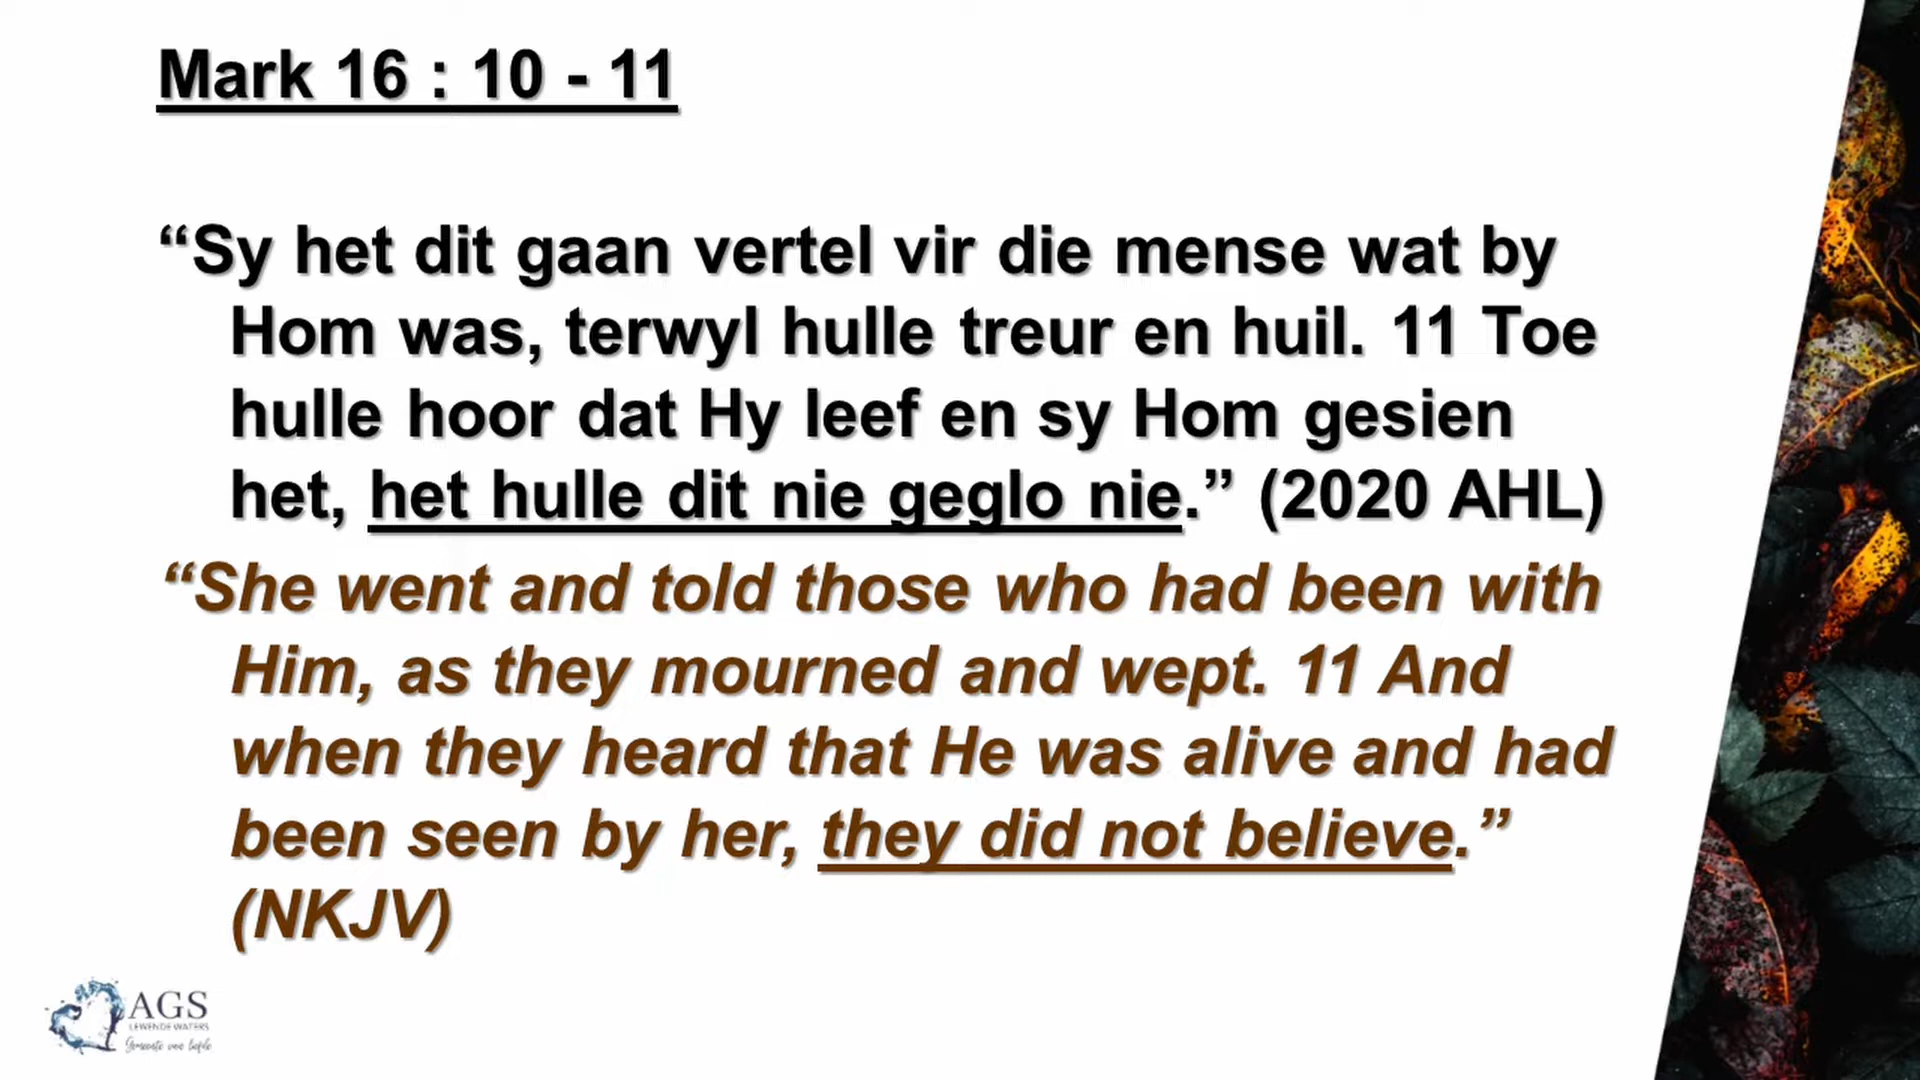 Mark 16 : 10 - 11
“Sy het dit gaan vertel vir die mense wat by
Hom was, terwyl hulle treur en huil. 11 Toe
hulle hoor dat Hy leef en sy Hom gesien
het, het hulle dit nie geglo nie.” (2020 AHL)
“She went and told those who had been with
Him, as they mourned and wept. 11 And
when they heard that He was alive and had
been seen by her, they did not believe.”
(NKJV)
AGS
LEWENDE WATERS
Gemeente van liefde